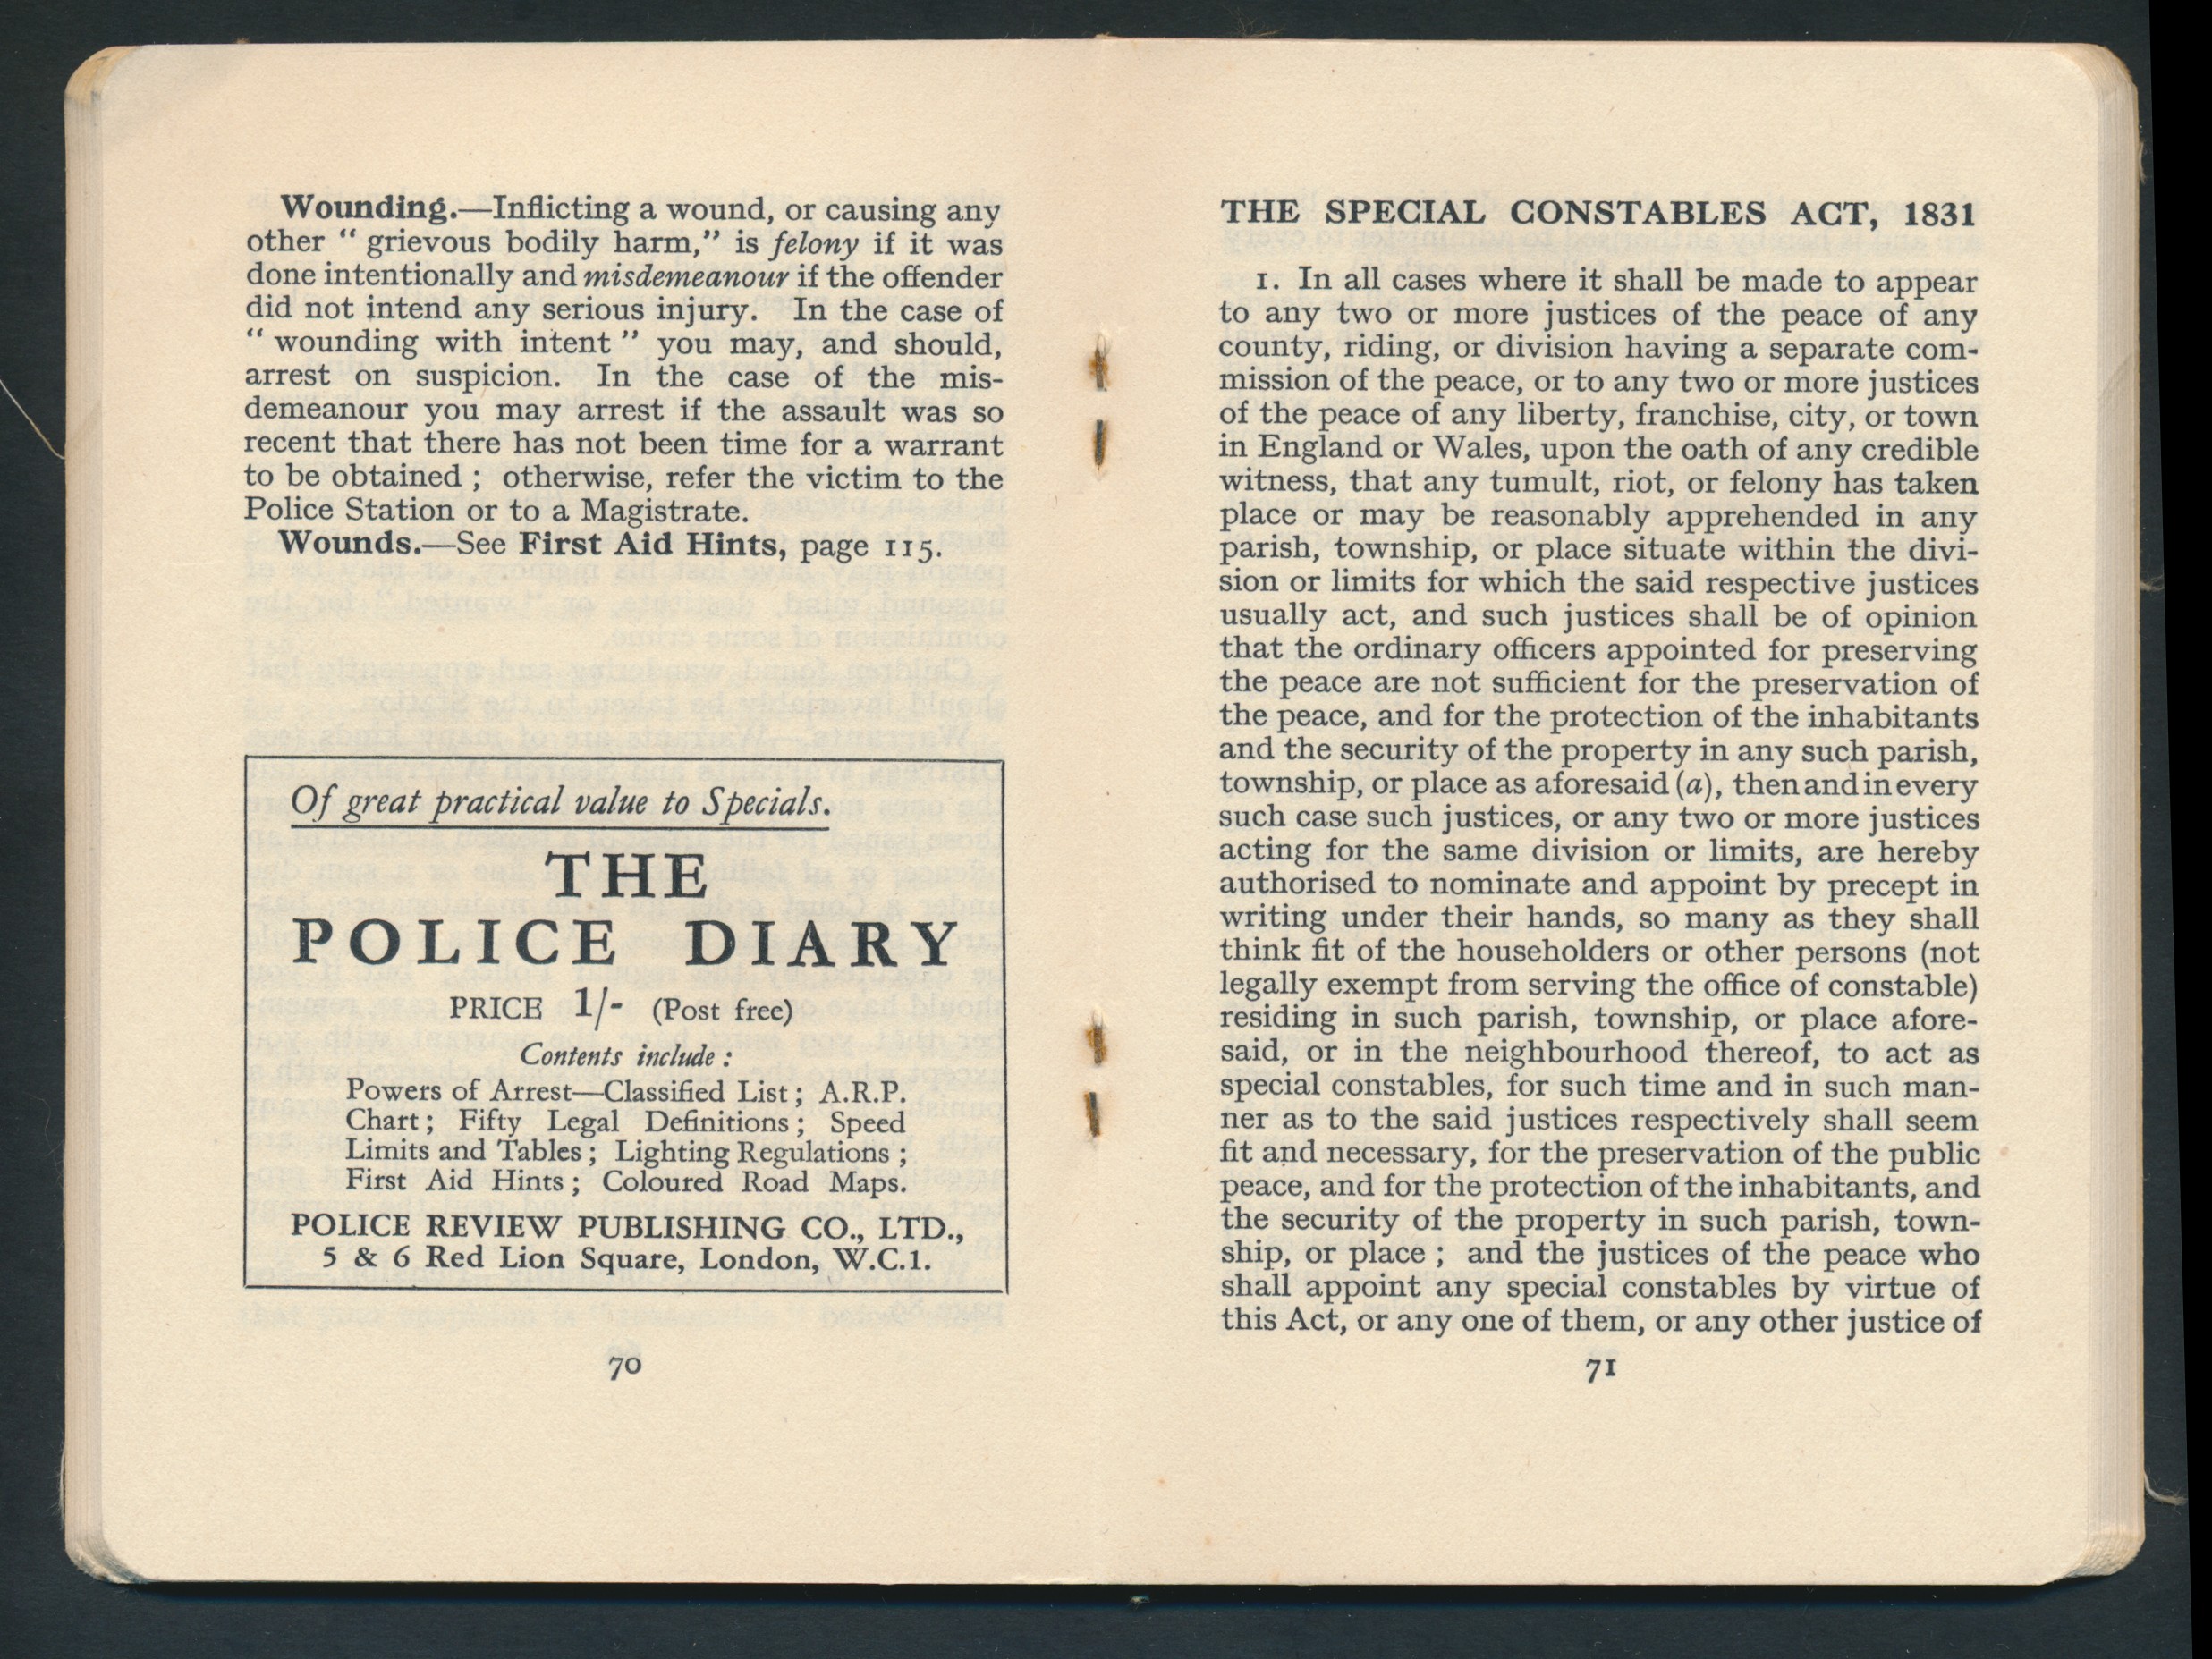 Wounding.—Inflicting a wound, or causing any
other " grievous bodily harm," is felony if it was
done intentionally and misdemeanour if the offender
did not intend any serious injury. In the case of
" wounding with intent " you may, and should,
arrest on suspicion. In the case of the mis-
demeanour you may arrest if the assault was so
recent that there has not been time for a warrant
to be obtained ; otherwise, refer the victim to the
Police Station or to a Magistrate.
Wounds.—See First Aid Hints, page 115.
Of great practical value to Specials.
THE
POLICE DIARY
PRICE 1/- (Post free)
Contents include :
Powers of Arrest—Classified List ; A.R.P.
Chart ; Fifty Legal Definitions ; Speed
Limits and Tables ; Lighting Regulations ;
First Aid Hints ; Coloured Road Maps.
POLICE REVIEW PUBLISHING CO., LTD.,
5 & 6 Red Lion Square, London, W.C.1.
70
THE SPECIAL CONSTABLES ACT, 1831
1. In all cases where it shall be made to appear
to any two or more justices of the peace of any
county, riding, or division having a separate com-
mission of the peace, or to any two or more justices
of the peace of any liberty, franchise, city, or town
in England or Wales, upon the oath of any credible
witness, that any tumult, riot, or felony has taken
place or may be reasonably apprehended in any
parish, township, or place situate within the divi-
sion or limits for which the said respective justices
usually act, and such justices shall be of opinion
that the ordinary officers appointed for preserving
the peace are not sufficient for the preservation of
the peace, and for the protection of the inhabitants
and the security of the property in any such parish,
township, or place as aforesaid (a), then and in every
such case such justices, or any two or more justices
acting for the same division or limits, are hereby
authorised to nominate and appoint by precept in
writing under their hands, so many as they shall
think fit of the householders or other persons (not
legally exempt from serving the office of constable)
residing in such parish, township, or place afore-
said, or in the neighbourhood thereof, to act as
special constables, for such time and in such man-
ner as to the said justices respectively shall seem
fit and necessary, for the preservation of the public
peace, and for the protection of the inhabitants, and
the security of the property in such parish, town-
ship, or place ; and the justices of the peace who
shall appoint any special constables by virtue of
this Act, or any one of them, or any other justice of
71